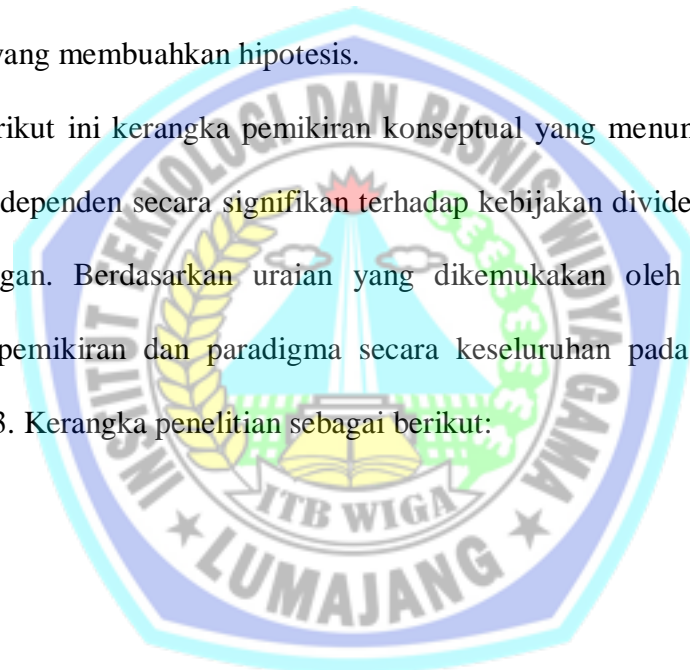 yang membuahkan hipotesis.
rikut ini kerangka pemikiran konseptual yang menun
dependen secara signifikan terhadap kebijakan divide
gan. Berdasarkan uraian yang dikemukakan oleh
pemikiran dan paradigma secara keseluruhan pada
3. Kerangka penelitian sebagai berikut:
INSTITUT TEKNOLOGI DAN BISNIS WIDYA GAMA
ITB WIGA
LUMAJANG